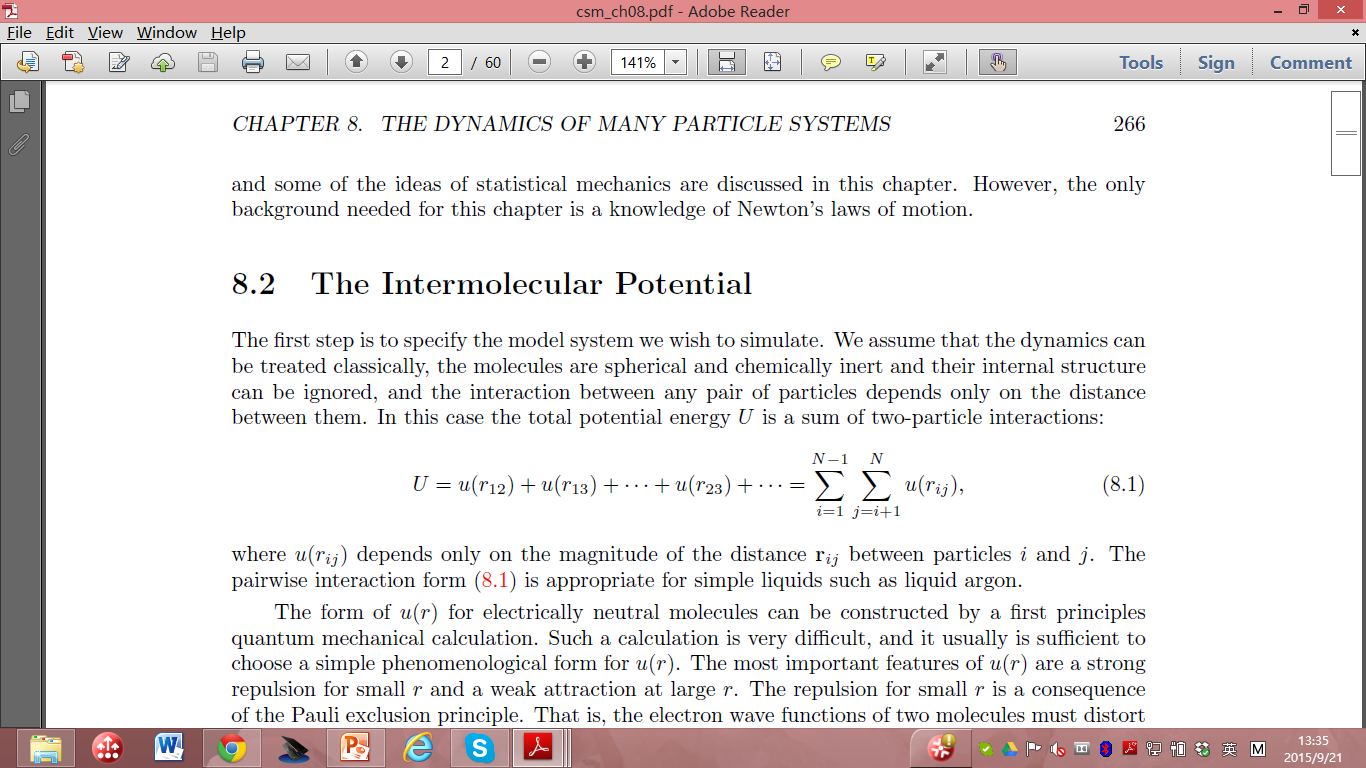 csm_ch08.pdf - Adobe Reader
File Edit View Window Help
2 / 60 141% Tools Sign Comment
CHAPTER 8. THE DYNAMICS OF MANY PARTICLE SYSTEMS 266
and some of the ideas of statistical mechanics are discussed in this chapter. However, the only
background needed for this chapter is a knowledge of Newton's laws of motion.
8.2 The Intermolecular Potential
The first step is to specify the model system we wish to simulate. We assume that the dynamics can
be treated classically, the molecules are spherical and chemically inert and their internal structure
can be ignored, and the interaction between any pair of particles depends only on the distance
between them. In this case the total potential energy U is a sum of two-particle interactions:
U = u(r₁₂) + u(r₁₃) + · · · + u(r₂₃) + · · · = ∑_{i=1}^{N−1} ∑_{j=i+1}^{N} u(r_{ij}), (8.1)
where u(r_{ij}) depends only on the magnitude of the distance r_{ij} between particles i and j. The
pairwise interaction form (8.1) is appropriate for simple liquids such as liquid argon.
The form of u(r) for electrically neutral molecules can be constructed by a first principles
quantum mechanical calculation. Such a calculation is very difficult, and it usually is sufficient to
choose a simple phenomenological form for u(r). The most important features of u(r) are a strong
repulsion for small r and a weak attraction at large r. The repulsion for small r is a consequence
of the Pauli exclusion principle. That is, the electron wave functions of two molecules must distort
英 M 13:35
2015/9/21